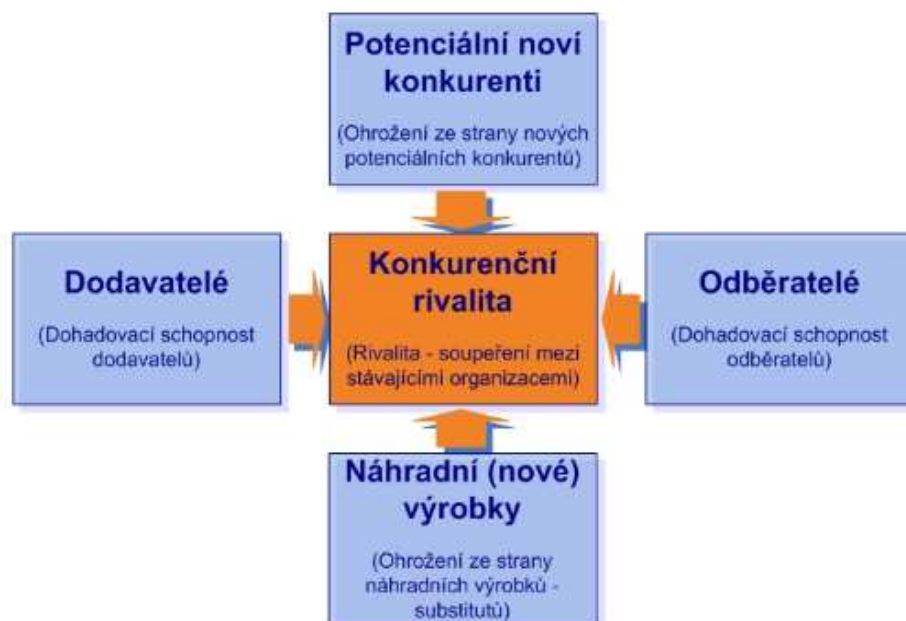 Potenciální noví
konkurenti
(Ohrožení ze strany nových
potenciálních konkurentů)
Dodavatelé
(Dohadovací schopnost
dodavatelů)
Konkurenční
rivalita
(Rivalita - soupeření mezi
stávajícími organizacemi)
Odběratelé
(Dohadovací schopnost
odběratelů)
Náhradní (nové)
výrobky
(Ohrožení ze strany
náhradních výrobků -
substitutů)